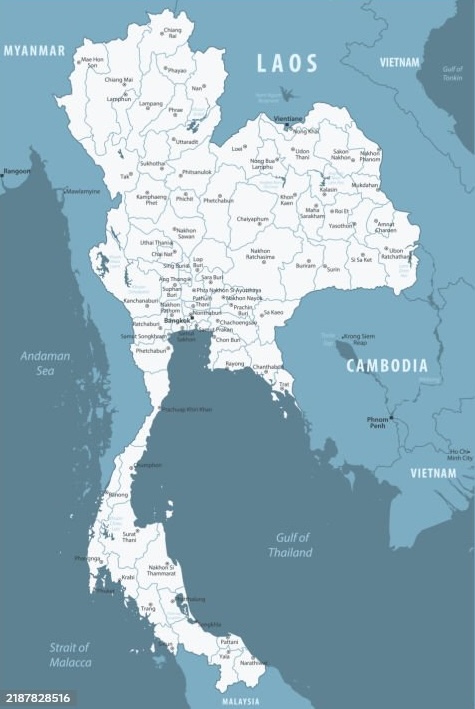 Chiang
Rai
MYANMAR
LAOS
VIETNAM
Gulf of
Tonkin
Mae Hon
Son
Phayao
Chiang Mai
Nan
Lamphun
Lampang
Phrae
Vientiane
Nong Khai
Uttaradit
Loei
Udon
Thani
Sakon
Nakhon
Nakhon
Phanom
Nong Bua
Lamphu
Sukhothai
Rangoon
Tak
Phitsanulok
Mukdahan
Mawlamyine
Kalasin
Kamphaeng
Phet
Phichit
Phetchabun
Khon
Kaen
Maha
Sarakham
Roi Et
Chaiyaphum
Yasothon
Amnat
Charoen
Nakhon
Sawan
Uthai Thani
Chai Nat
Nakhon
Ratchasima
Ubon
Ratchathani
Si Sa Ket
Sing Buri
Lop
Buri
Buriram
Surin
Ang Thong
Sara Buri
Suphan
Buri
Phra Nakhon Si Ayutthaya
Kanchanaburi
Pathum
Thani
Nakhon Nayok
Nakhon
Pathom
Nonthaburi
Prachin
Buri
Sa Kaeo
Bangkok
Chachoengsao
Ratchaburi
Samut Prakan
Samut Songkhram
Samut
Sakhon
Chon Buri
Krong Siem
Reap
Phetchaburi
Andaman
Sea
Rayong
Chanthaburi
CAMBODIA
Trat
Prachuap Khiri Khan
Phnom
Penh
Ho Chi
Minh City
Chumphon
VIETNAM
Ranong
Surat
Thani
Gulf of
Thailand
Phangnga
Nakhon Si
Thammarat
Krabi
Phuket
Phatthalung
Trang
Songkhla
Strait of
Malacca
Satun
Pattani
Yala
Narathiwat
2187828516
MALAYSIA